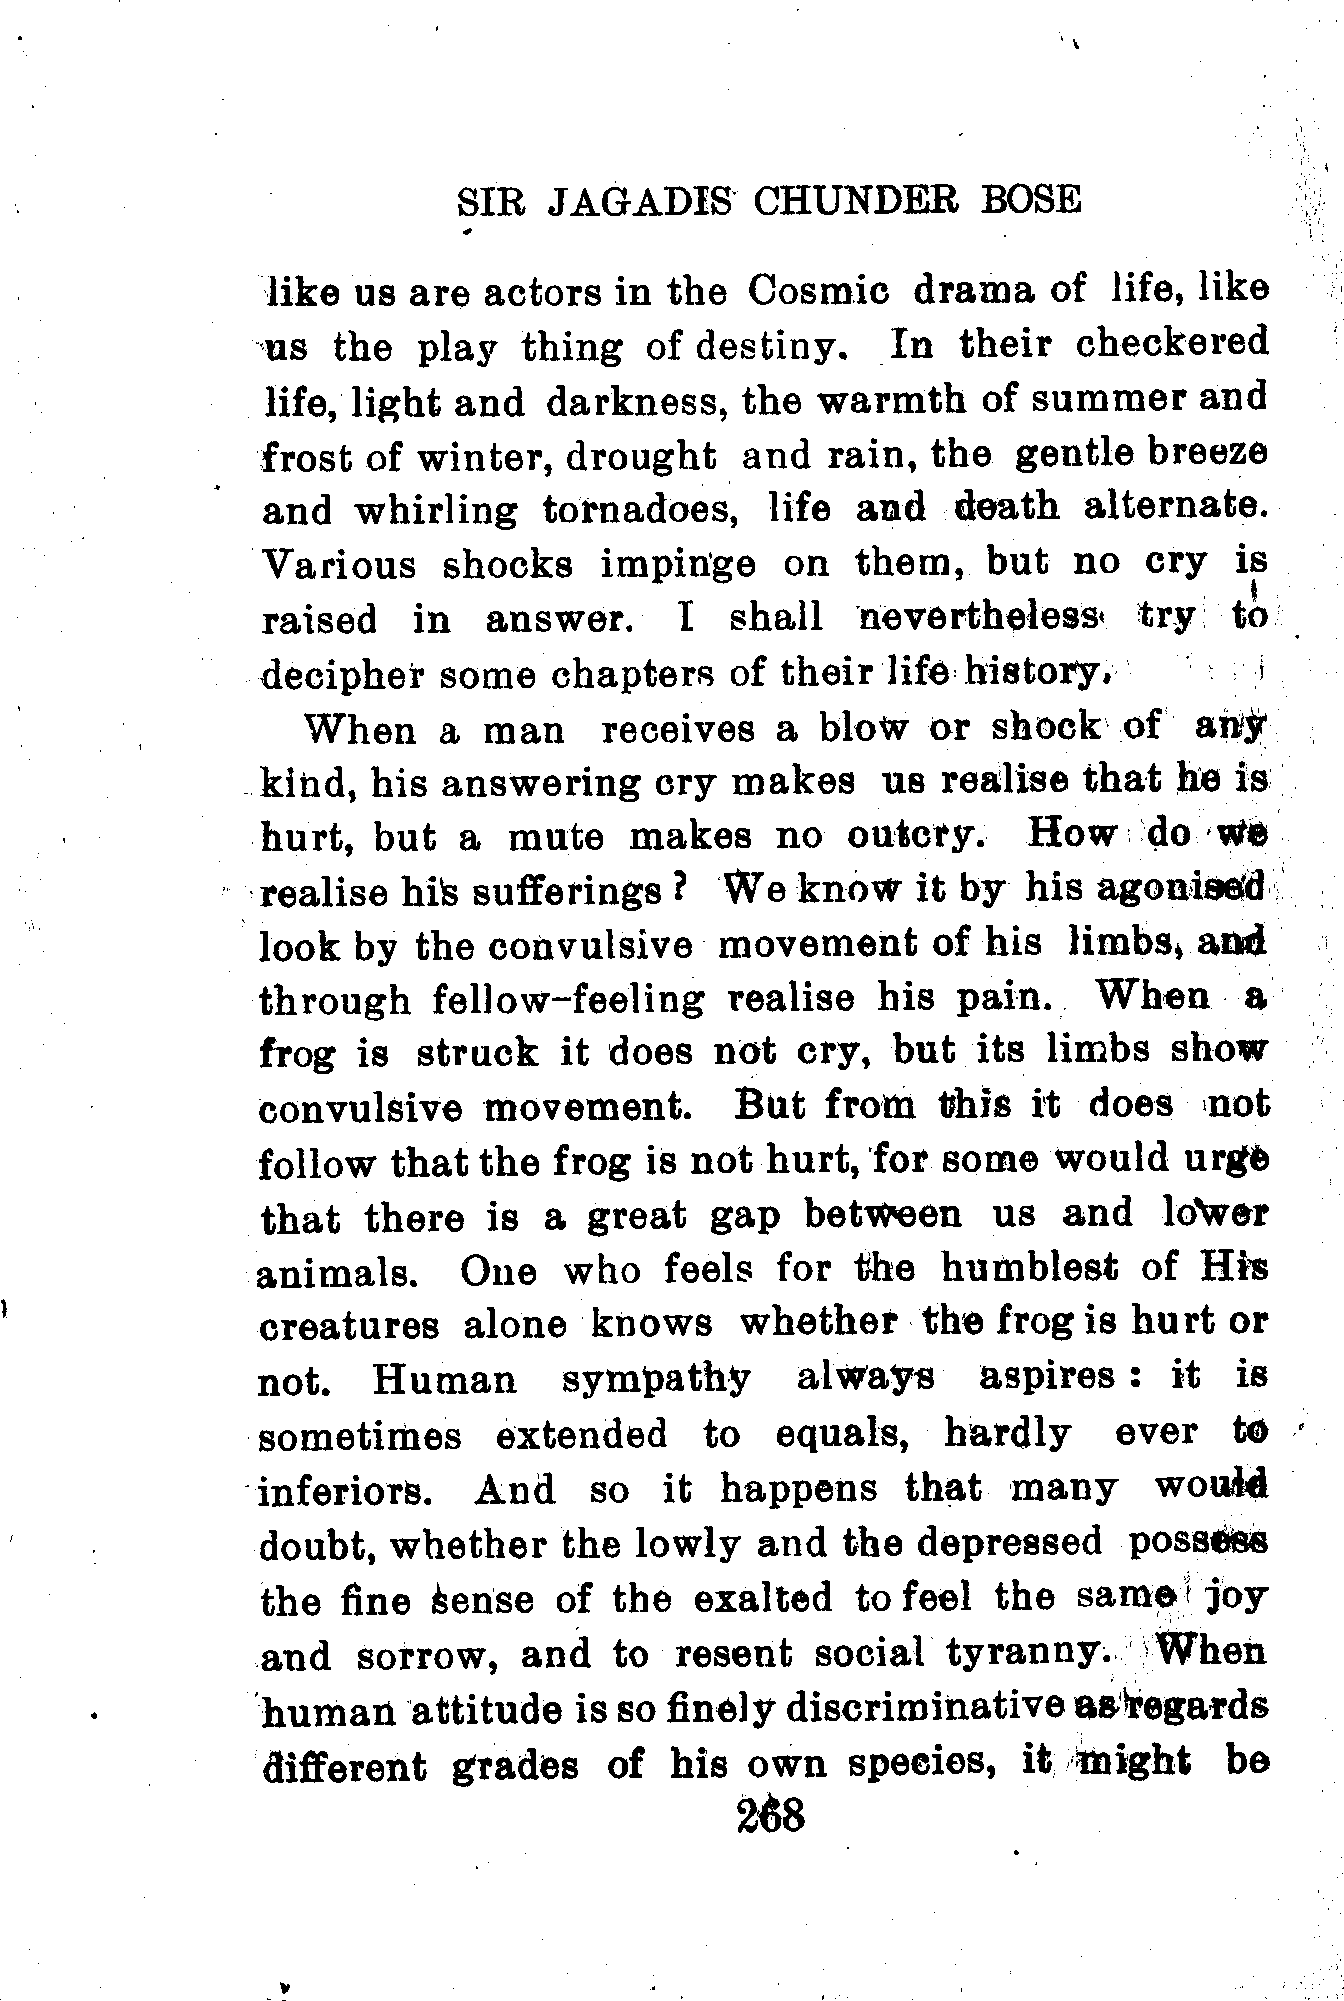 SIR JAGADIS CHUNDER BOSE
like us are actors in the Cosmic drama of life, like
us the play thing of destiny. In their checkered
life, light and darkness, the warmth of summer and
frost of winter, drought and rain, the gentle breeze
and whirling tornadoes, life and death alternate.
Various shocks impinge on them, but no cry is
raised in answer. I shall nevertheless try to
decipher some chapters of their life history.
When a man receives a blow or shock of any
kind, his answering cry makes us realise that he is
hurt, but a mute makes no outcry. How do we
realise his sufferings? We know it by his agonised
look by the convulsive movement of his limbs, and
through fellow-feeling realise his pain. When a
frog is struck it does not cry, but its limbs show
convulsive movement. But from this it does not
follow that the frog is not hurt, for some would urge
that there is a great gap between us and lower
animals. One who feels for the humblest of His
creatures alone knows whether the frog is hurt or
not. Human sympathy always aspires: it is
sometimes extended to equals, hardly ever to
inferiors. And so it happens that many would
doubt, whether the lowly and the depressed possess
the fine sense of the exalted to feel the same joy
and sorrow, and to resent social tyranny. When
human attitude is so finely discriminative as regards
different grades of his own species, it might be
268